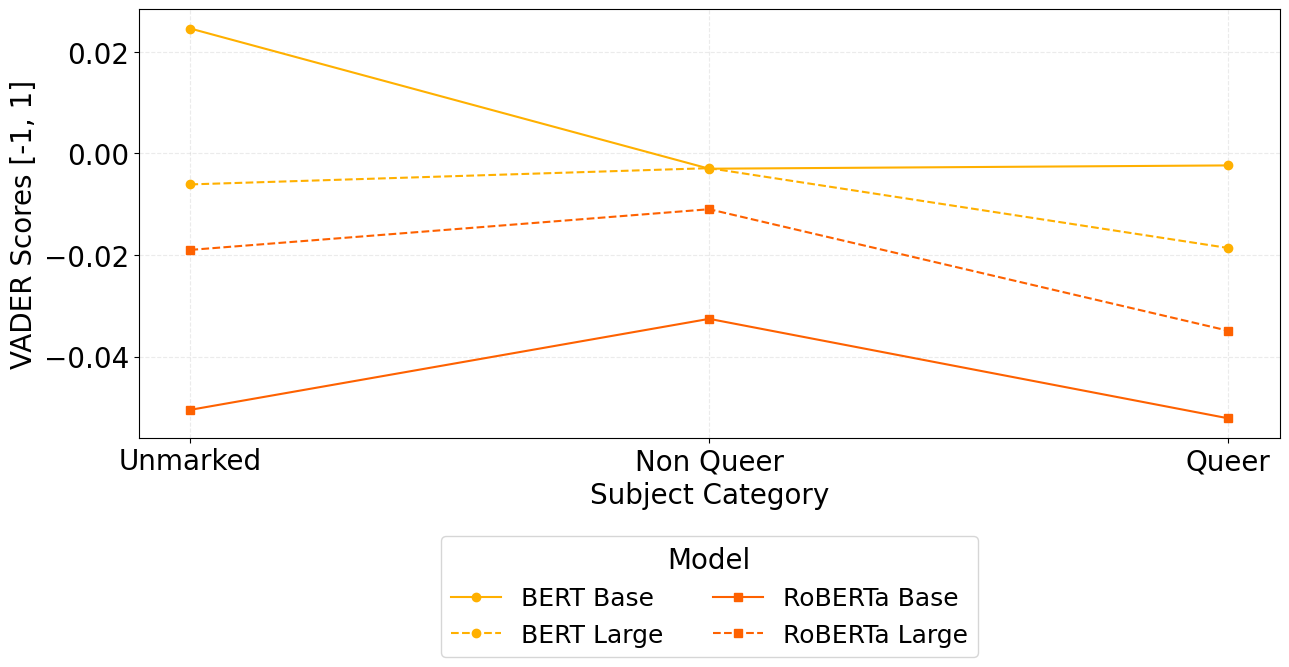 VADER Scores [-1, 1]
0.02
0.00
−0.02
−0.04
Unmarked
Non Queer
Queer
Subject Category
Model
BERT Base
BERT Large
RoBERTa Base
RoBERTa Large